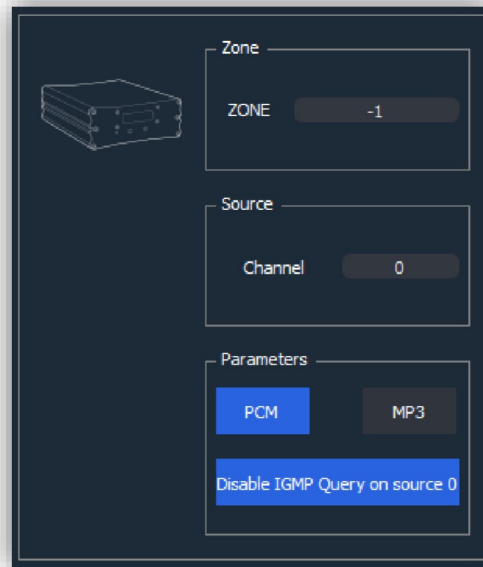 Zone
ZONE -1
Source
Channel 0
Parameters
PCM MP3
Disable IGMP Query on source 0